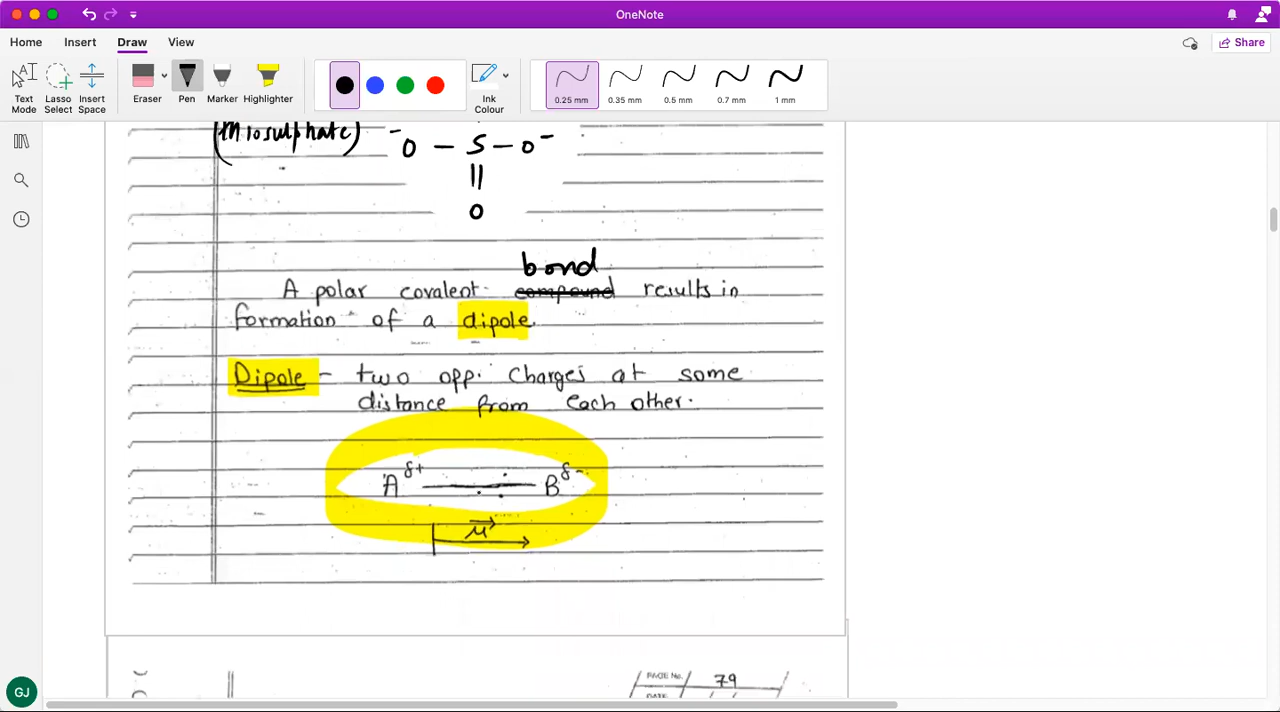 OneNote
Home Insert Draw View
Share
Text Mode
Lasso Select
Insert Space
Eraser
Pen
Marker
Highlighter
Ink Colour
0.25 mm
0.35 mm
0.5 mm
0.7 mm
1 mm
(Thiosulphate) ⁻O — S — O⁻
||
O
bond
A polar covalent compound results in
formation of a dipole.
Dipole - two opp. charges at some
distance from each other.
A δ+ — B δ-
μ
PAGE No. 79
DATE
GJ